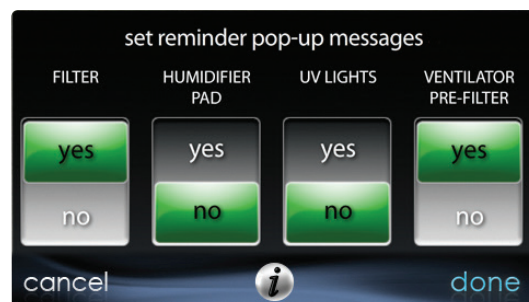 set reminder pop-up messages
FILTER HUMIDIFIER PAD UV LIGHTS VENTILATOR PRE-FILTER
yes yes yes yes
no no no no
cancel i done